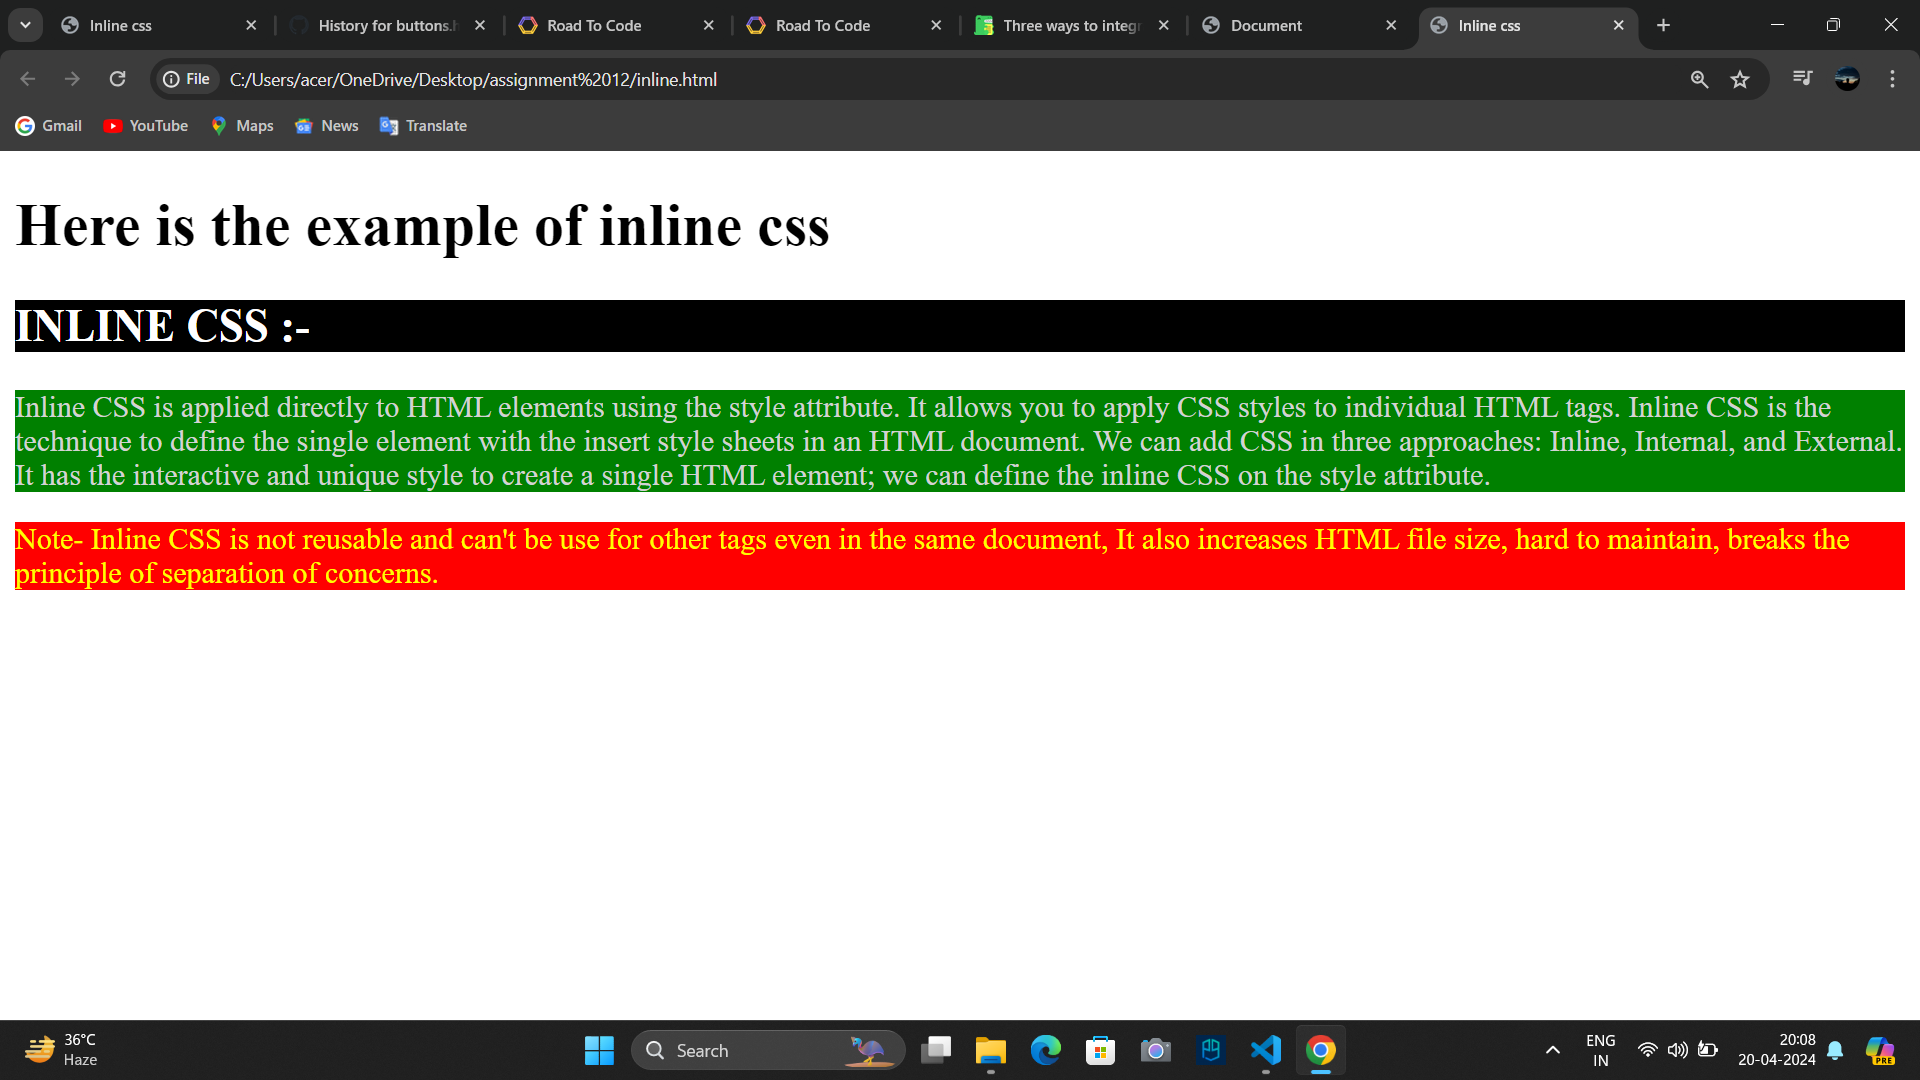 Inline css
History for buttons.h
Road To Code
Road To Code
Three ways to integr
Document
Inline css
File
C:/Users/acer/OneDrive/Desktop/assignment%2012/inline.html
Gmail
YouTube
Maps
News
Translate
Here is the example of inline css
INLINE CSS :-
Inline CSS is applied directly to HTML elements using the style attribute. It allows you to apply CSS styles to individual HTML tags. Inline CSS is the
technique to define the single element with the insert style sheets in an HTML document. We can add CSS in three approaches: Inline, Internal, and External.
It has the interactive and unique style to create a single HTML element; we can define the inline CSS on the style attribute.
Note- Inline CSS is not reusable and can't be use for other tags even in the same document, It also increases HTML file size, hard to maintain, breaks the
principle of separation of concerns.
36°C
Haze
Search
ENG
IN
20:08
20-04-2024
PRE